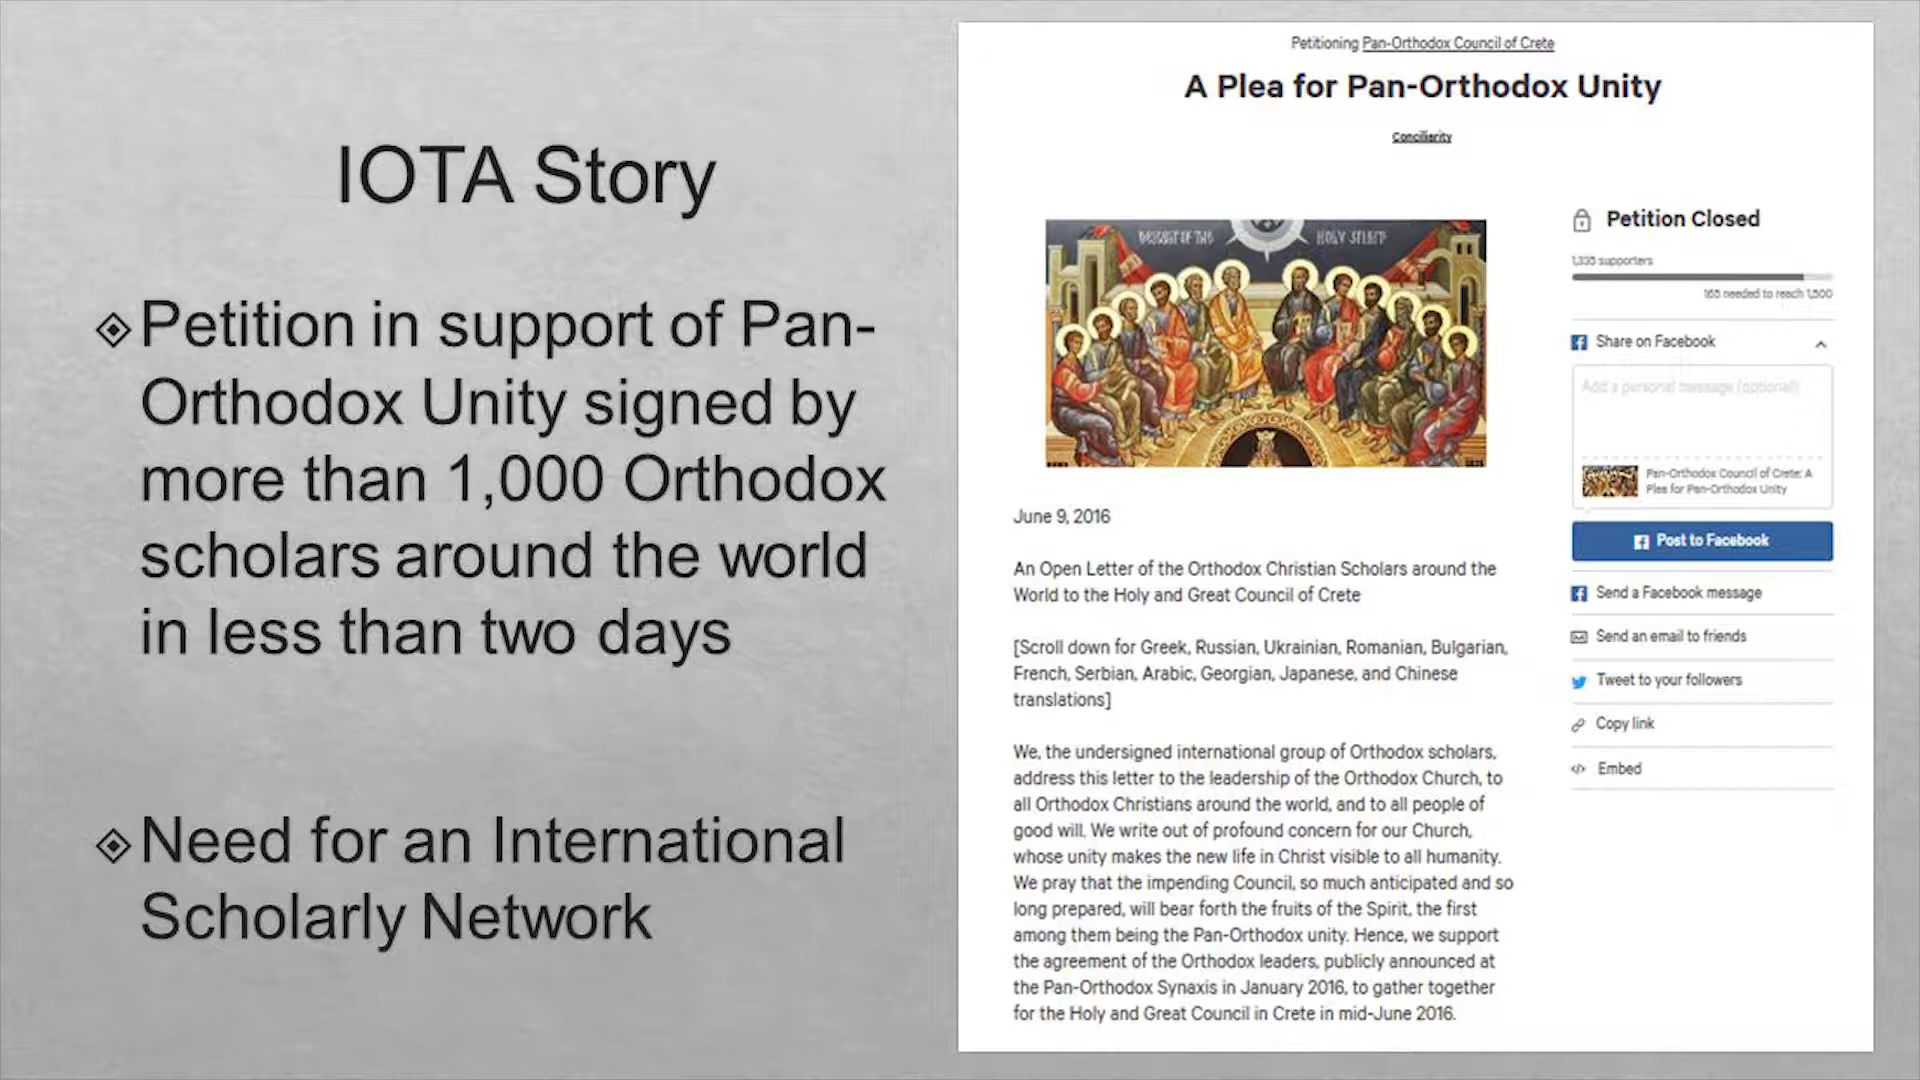 IOTA Story
Petition in support of Pan-
Orthodox Unity signed by
more than 1,000 Orthodox
scholars around the world
in less than two days
Need for an International
Scholarly Network
Petitioning Pan-Orthodox Council of Crete
A Plea for Pan-Orthodox Unity
Conciliarity
HOLY SPIRIT
June 9, 2016
An Open Letter of the Orthodox Christian Scholars around the
World to the Holy and Great Council of Crete
[Scroll down for Greek, Russian, Ukrainian, Romanian, Bulgarian,
French, Serbian, Arabic, Georgian, Japanese, and Chinese
translations]
We, the undersigned international group of Orthodox scholars,
address this letter to the leadership of the Orthodox Church, to
all Orthodox Christians around the world, and to all people of
good will. We write out of profound concern for our Church,
whose unity makes the new life in Christ visible to all humanity.
We pray that the impending Council, so much anticipated and so
long prepared, will bear forth the fruits of the Spirit, the first
among them being the Pan-Orthodox unity. Hence, we support
the agreement of the Orthodox leaders, publicly announced at
the Pan-Orthodox Synaxis in January 2016, to gather together
for the Holy and Great Council in Crete in mid-June 2016.
Petition Closed
1,335 supporters
165 needed to reach 1,500
Share on Facebook
Add a personal message (optional)
Pan-Orthodox Council of Crete: A
Plea for Pan-Orthodox Unity
Post to Facebook
Send a Facebook message
Send an email to friends
Tweet to your followers
Copy link
Embed